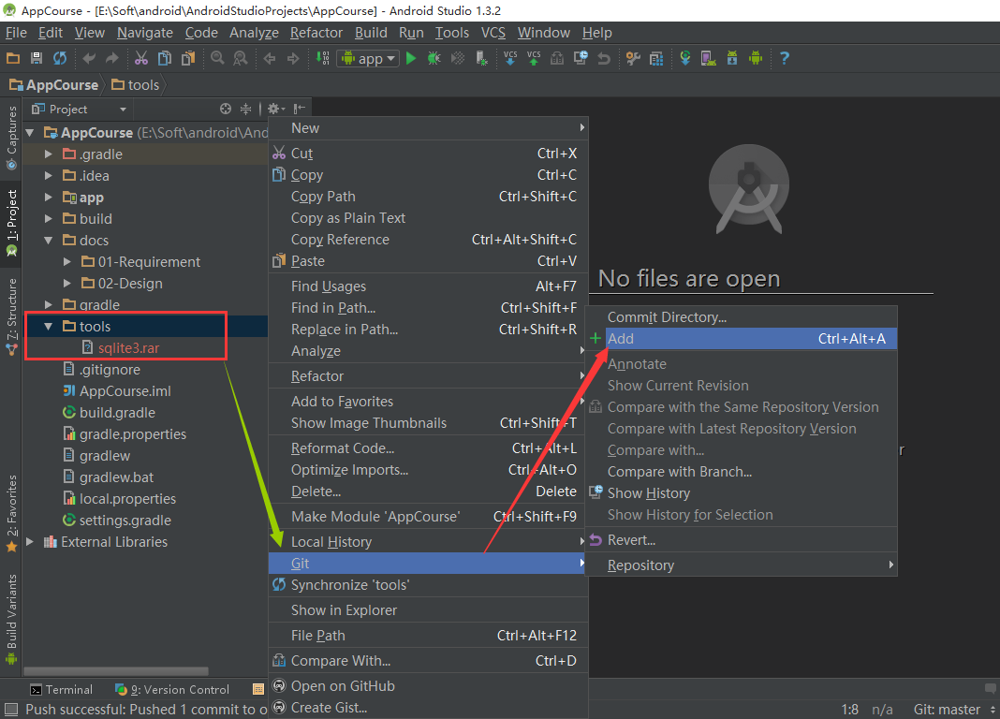 AppCourse - [E:\Soft\android\AndroidStudioProjects\AppCourse] - Android Studio 1.3.2
File Edit View Navigate Code Analyze Refactor Build Run Tools VCS Window Help
app
VCS VCS
AppCourse tools
Project
AppCourse (E:\Soft\android\And
.gradle
.idea
app
build
docs
01-Requirement
02-Design
gradle
tools
sqlite3.rar
.gitignore
AppCourse.iml
build.gradle
gradle.properties
gradlew
gradlew.bat
local.properties
settings.gradle
External Libraries
Captures
1: Project
7: Structure
2: Favorites
Build Variants
New
Cut Ctrl+X
Copy Ctrl+C
Copy Path Ctrl+Shift+C
Copy as Plain Text
Copy Reference Ctrl+Alt+Shift+C
Paste Ctrl+V
Find Usages Alt+F7
Find in Path... Ctrl+Shift+F
Replace in Path... Ctrl+Shift+R
Analyze
Refactor
Add to Favorites
Show Image Thumbnails Ctrl+Shift+T
Reformat Code... Ctrl+Alt+L
Optimize Imports... Ctrl+Alt+O
Delete... Delete
Make Module 'AppCourse' Ctrl+Shift+F9
Local History
Git
Synchronize 'tools'
Show in Explorer
File Path Ctrl+Alt+F12
Compare With... Ctrl+D
Open on GitHub
Create Gist...
No files are open
Commit Directory...
Add Ctrl+Alt+A
Annotate
Show Current Revision
Compare with the Same Repository Version
Compare with Latest Repository Version
Compare with...
Compare with Branch...
Show History
Show History for Selection
Revert...
Repository
r
Terminal 9: Version Control
Push successful: Pushed 1 commit to o
1:8 n/a Git: master